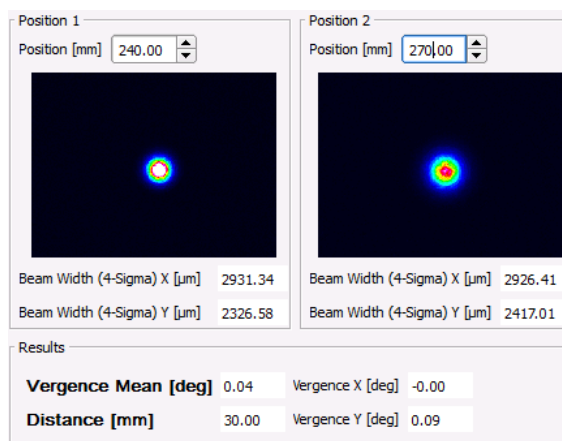 Position 1
Position [mm] 240.00
Beam Width (4-Sigma) X [µm] 2931.34
Beam Width (4-Sigma) Y [µm] 2326.58
Position 2
Position [mm] 270.00
Beam Width (4-Sigma) X [µm] 2926.41
Beam Width (4-Sigma) Y [µm] 2417.01
Results
Vergence Mean [deg] 0.04 Vergence X [deg] -0.00
Distance [mm] 30.00 Vergence Y [deg] 0.09